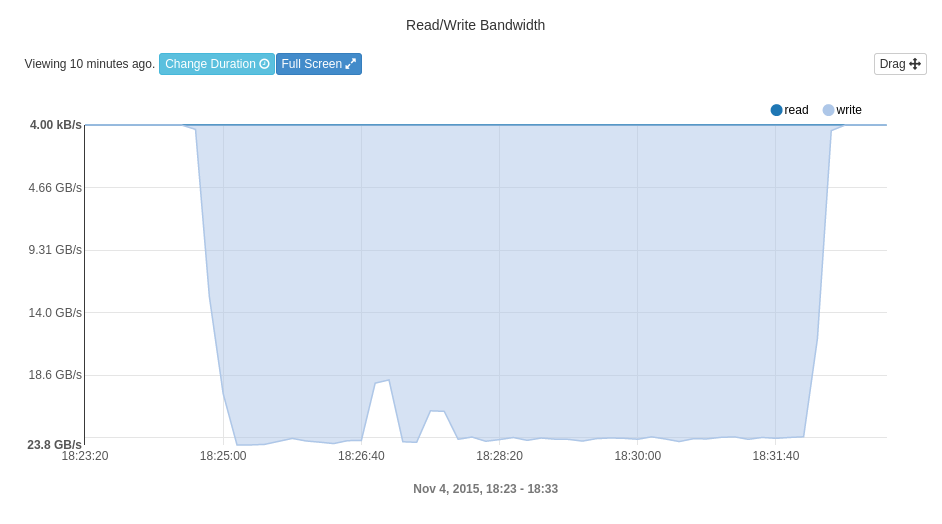 Read/Write Bandwidth
Viewing 10 minutes ago. Change Duration Full Screen Drag
read write
4.00 kB/s
4.66 GB/s
9.31 GB/s
14.0 GB/s
18.6 GB/s
23.8 GB/s
18:23:20 18:25:00 18:26:40 18:28:20 18:30:00 18:31:40
Nov 4, 2015, 18:23 - 18:33